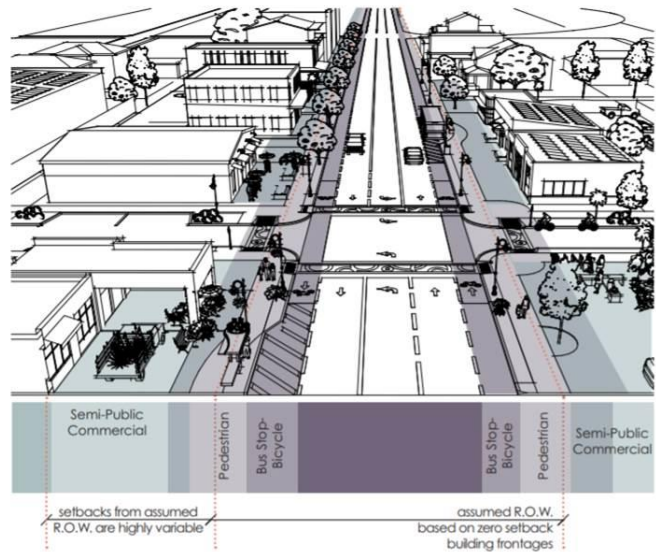 Semi-Public
Commercial
Pedestrian
Bus Stop-
Bicycle
Bus Stop-
Bicycle
Pedestrian
Semi-Public
Commercial
setbacks from assumed
R.O.W. are highly variable
assumed R.O.W.
based on zero setback
building frontages